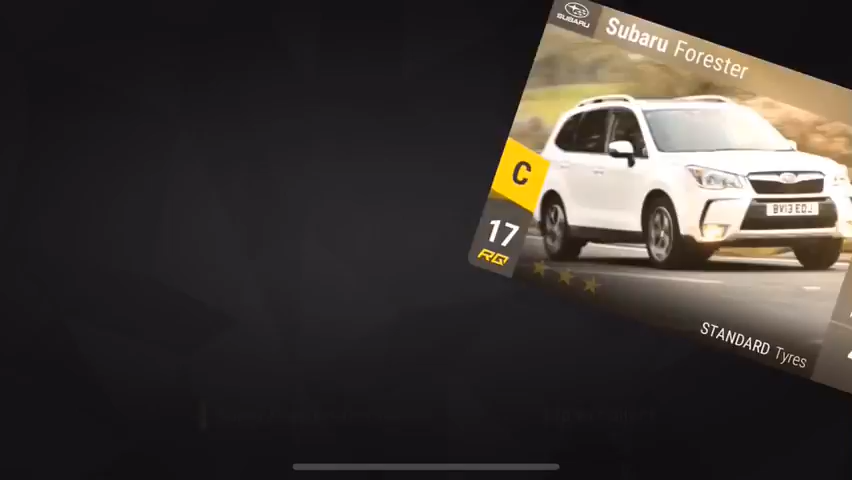 SUBARU
Subaru Forester
C
17
RQ
BV13 EOJ
STANDARD Tyres